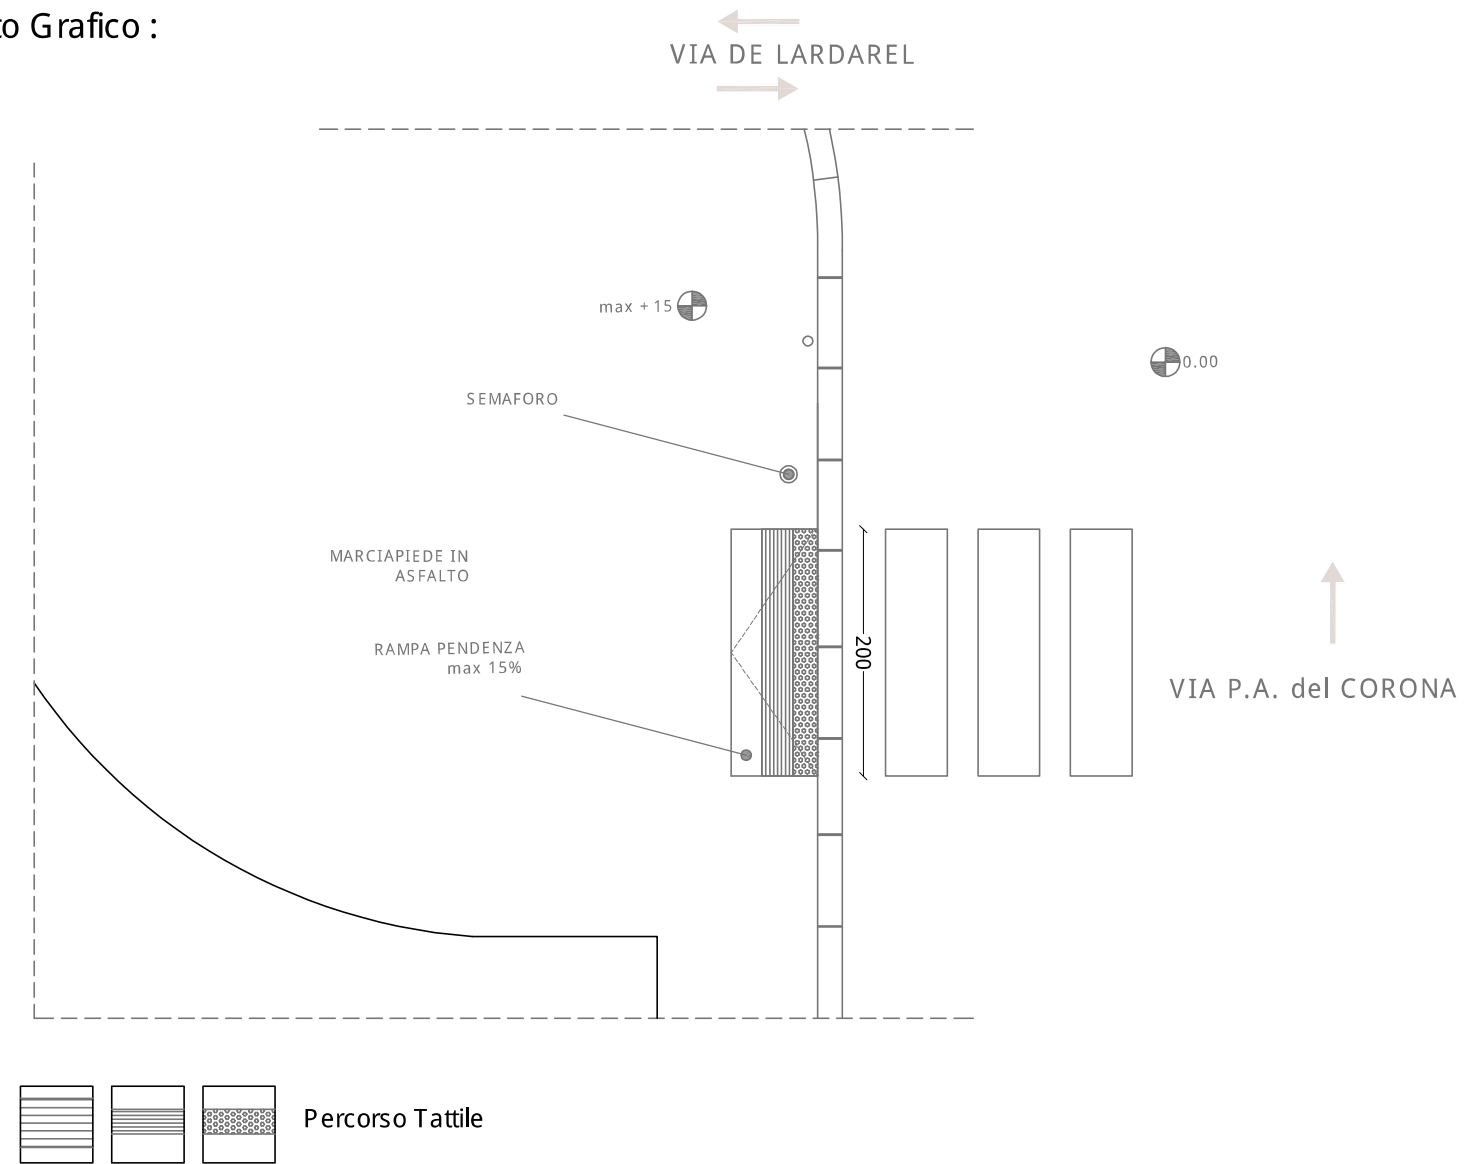 to Grafico :
VIA DE LARDAREL
max + 15
0.00
SEMAFORO
MARCIAPIEDE IN
ASFALTO
RAMPA PENDENZA
max 15%
200
VIA P.A. del CORONA
Percorso Tattile